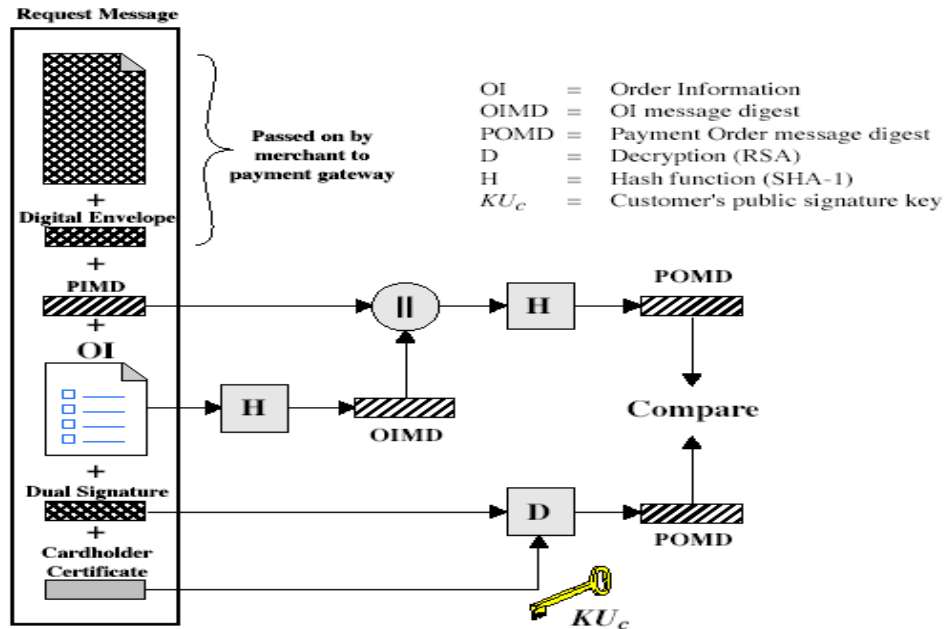 Request Message
Passed on by
merchant to
payment gateway
OI = Order Information
OIMD = OI message digest
POMD = Payment Order message digest
D = Decryption (RSA)
H = Hash function (SHA-1)
KUc = Customer's public signature key
+
Digital Envelope
+
PIMD
+
OI
+
Dual Signature
+
Cardholder
Certificate
||
H
POMD
H
OIMD
Compare
D
POMD
KUc